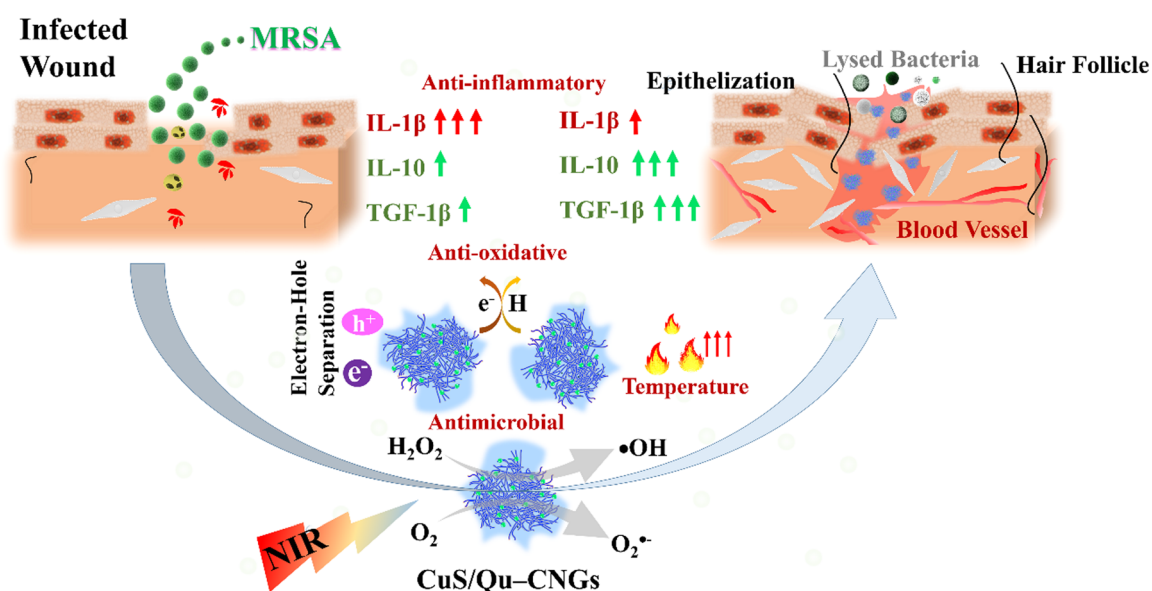 Infected
Wound
MRSA
Anti-inflammatory
IL-1β
IL-10
TGF-1β
IL-1β
IL-10
TGF-1β
Epithelization
Lysed Bacteria
Hair Follicle
Blood Vessel
Anti-oxidative
e⁻ H
Electron-Hole
Separation
h⁺
e⁻
Temperature
Antimicrobial
H₂O₂
•OH
O₂
O₂•⁻
NIR
CuS/Qu–CNGs